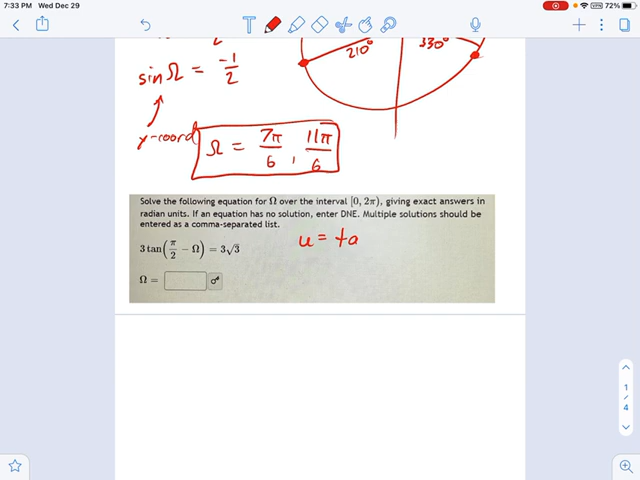 7:33 PM Wed Dec 29
72%
sin Ω = -1/2
y-coord
Ω = 7π/6, 11π/6
210°
330°
Solve the following equation for Ω over the interval [0, 2π), giving exact answers in
radian units. If an equation has no solution, enter DNE. Multiple solutions should be
entered as a comma-separated list.
3 tan(π/2 − Ω) = 3√3
Ω =
u = ta
1
/
4